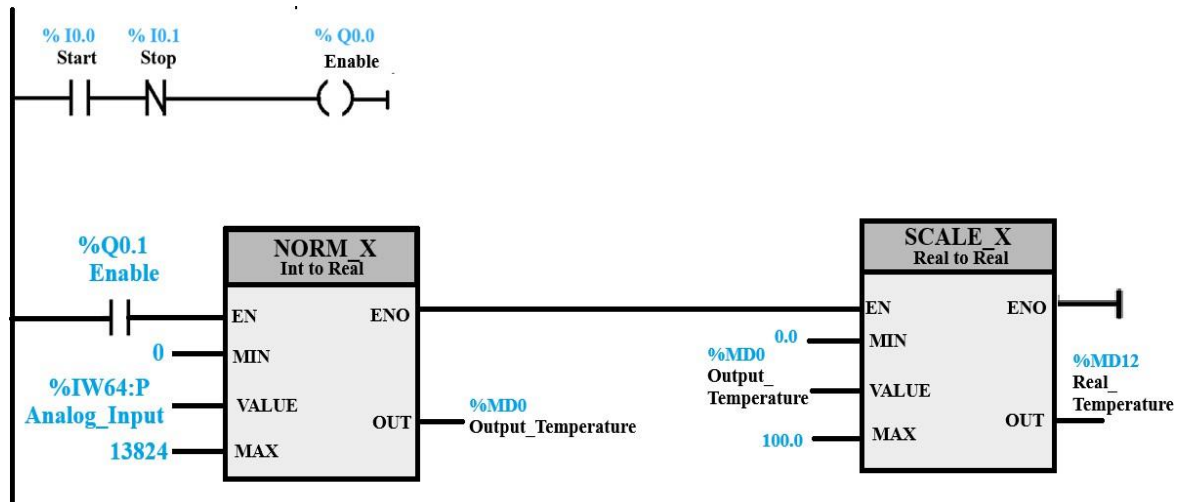 % I0.0 % I0.1 % Q0.0
Start Stop Enable
%Q0.1
Enable
NORM_X
Int to Real
EN ENO
0 MIN
%IW64:P
Analog_Input
VALUE
13824 MAX
OUT
%MD0
Output_Temperature
SCALE_X
Real to Real
EN ENO
0.0 MIN
%MD0
Output_
Temperature
VALUE
100.0 MAX
OUT
%MD12
Real_
Temperature